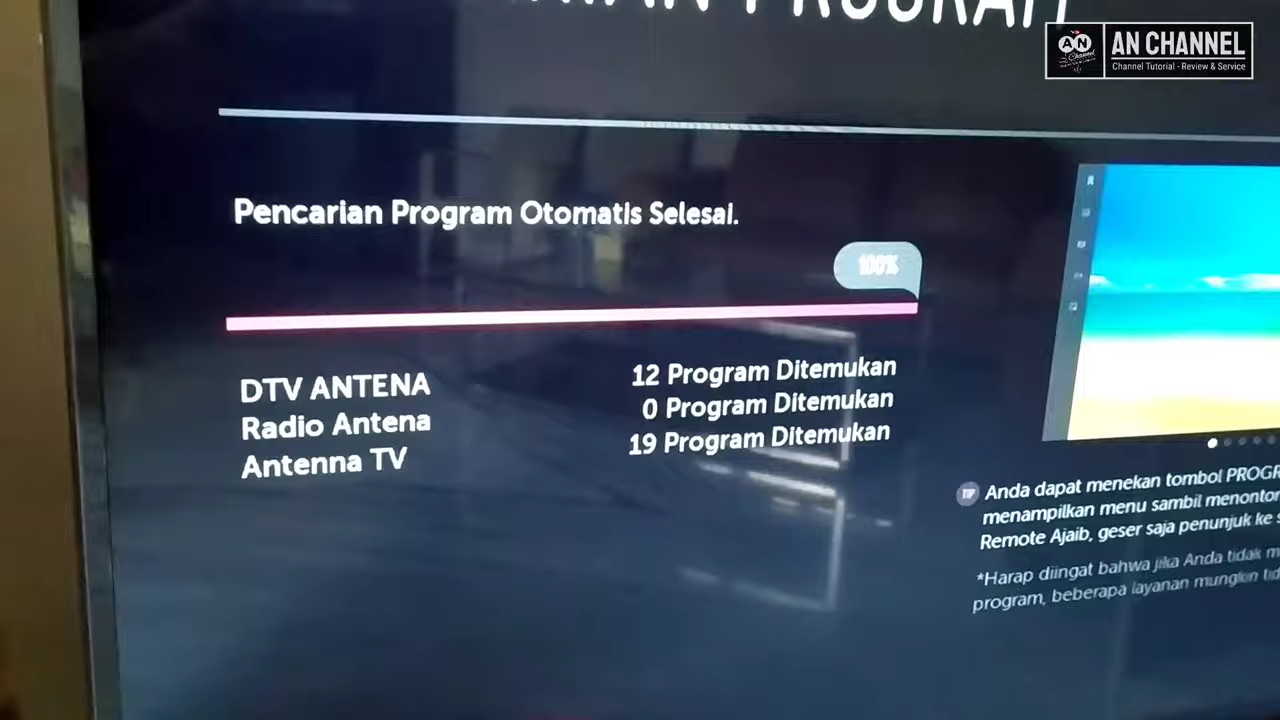 PROGRAM
AN CHANNEL
Channel Tutorial - Review & Service
Pencarian Program Otomatis Selesai.
100%
DTV ANTENA 12 Program Ditemukan
Radio Antena 0 Program Ditemukan
Antenna TV 19 Program Ditemukan
TIP Anda dapat menekan tombol
menampilkan menu sambil
Remote Ajaib, geser saja penunjuk ke
*Harap diingat bahwa jika Anda tidak
program, beberapa layanan mungkin